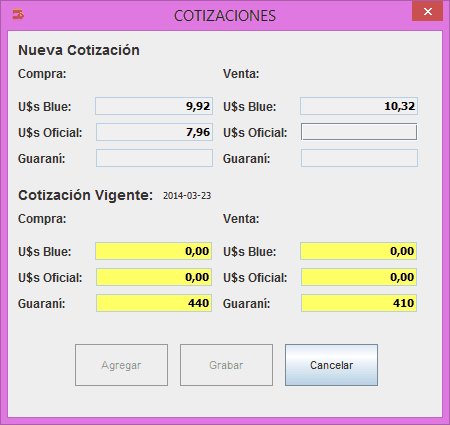 COTIZACIONES
Nueva Cotización
Compra: Venta:
U$s Blue: 9,92 U$s Blue: 10,32
U$s Oficial: 7,96 U$s Oficial:
Guaraní: Guaraní:
Cotización Vigente: 2014-03-23
Compra: Venta:
U$s Blue: 0,00 U$s Blue: 0,00
U$s Oficial: 0,00 U$s Oficial: 0,00
Guaraní: 440 Guaraní: 410
Agregar Grabar Cancelar